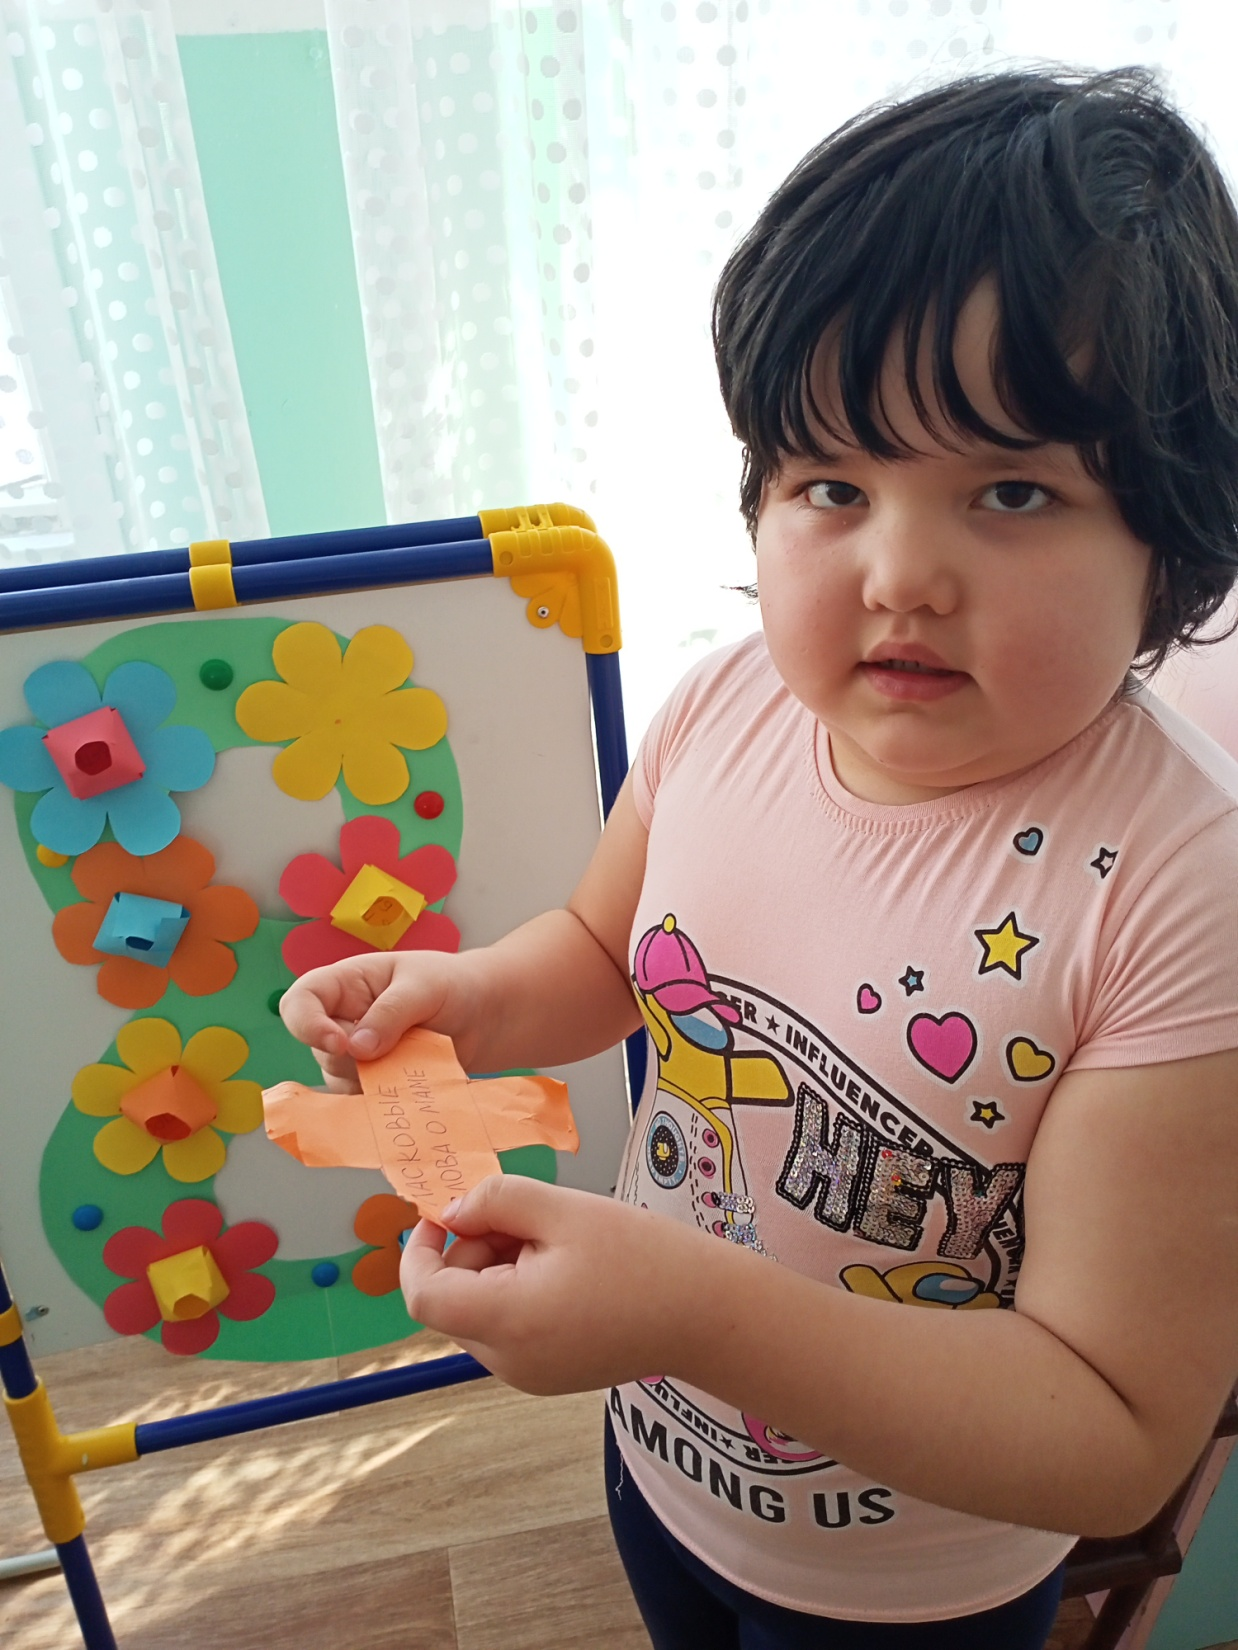 ЛАСКОВЫЕ
СЛОВА О МАМЕ
★ INFLUENCER
HEY
AMONG US